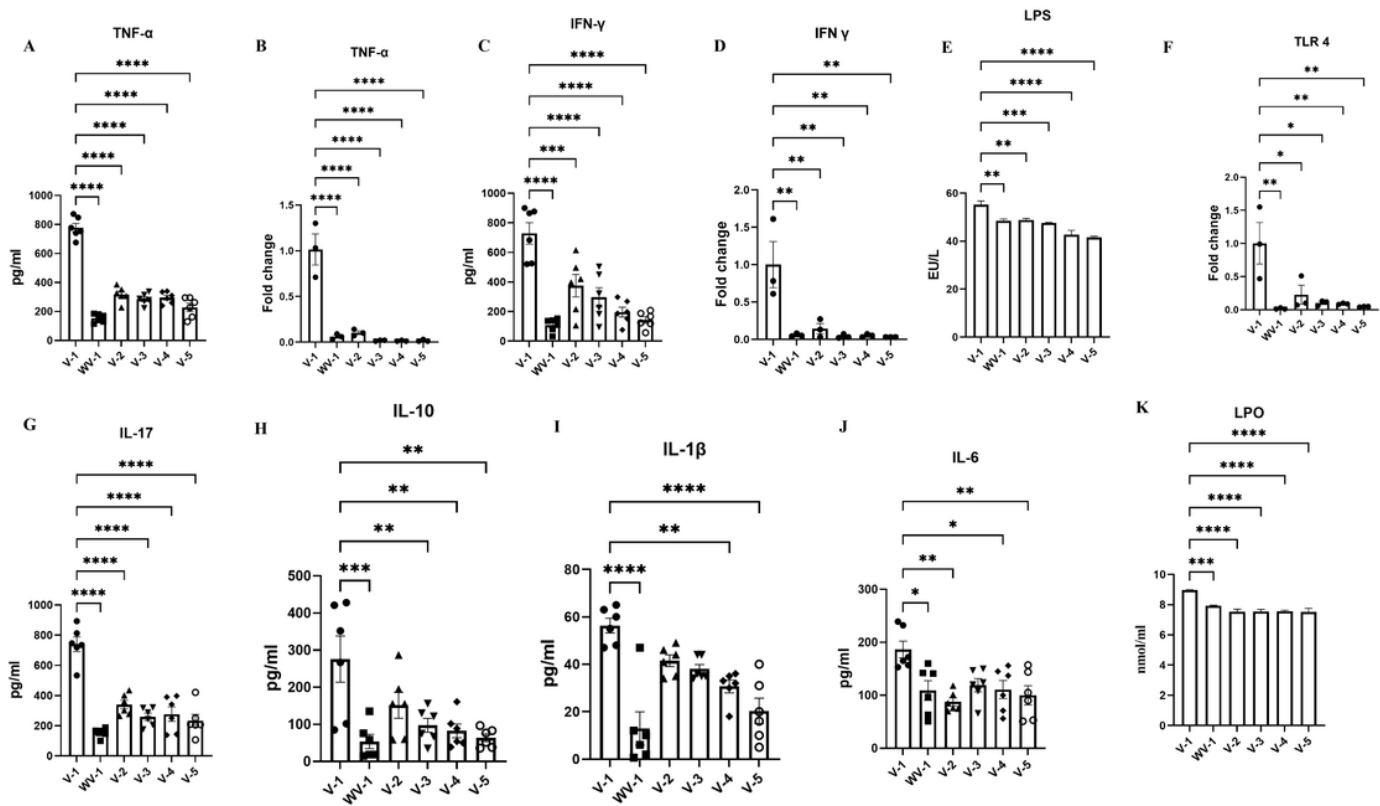 A
TNF-α
****
****
****
****
****
1000
800
600
400
200
0
pg/ml
V-1
WV-1
V-2
V-3
V-4
V-5
B
TNF-α
****
****
****
****
****
1.5
1.0
0.5
0.0
Fold change
V-1
WV-1
V-2
V-3
V-4
V-5
C
IFN-γ
****
****
****
***
****
1000
800
600
400
200
0
pg/ml
V-1
WV-1
V-2
V-3
V-4
V-5
D
IFN γ
**
**
**
**
**
2.0
1.5
1.0
0.5
0.0
Fold change
V-1
WV-1
V-2
V-3
V-4
V-5
E
LPS
****
****
***
**
**
60
40
20
0
EU/L
V-1
WV-1
V-2
V-3
V-4
V-5
F
TLR 4
**
**
*
*
**
2.0
1.5
1.0
0.5
0.0
Fold change
V-1
WV-1
V-2
V-3
V-4
V-5
G
IL-17
****
****
****
****
****
1000
800
600
400
200
0
pg/ml
V-1
WV-1
V-2
V-3
V-4
V-5
H
IL-10
**
**
**
***
500
400
300
200
100
0
pg/ml
V-1
WV-1
V-2
V-3
V-4
V-5
I
IL-1β
****
**
****
80
60
40
20
0
pg/ml
V-1
WV-1
V-2
V-3
V-4
V-5
J
IL-6
**
*
**
*
300
200
100
0
pg/ml
V-1
WV-1
V-2
V-3
V-4
V-5
K
LPO
****
****
****
****
***
10
8
6
4
2
0
nmol/ml
V-1
WV-1
V-2
V-3
V-4
V-5